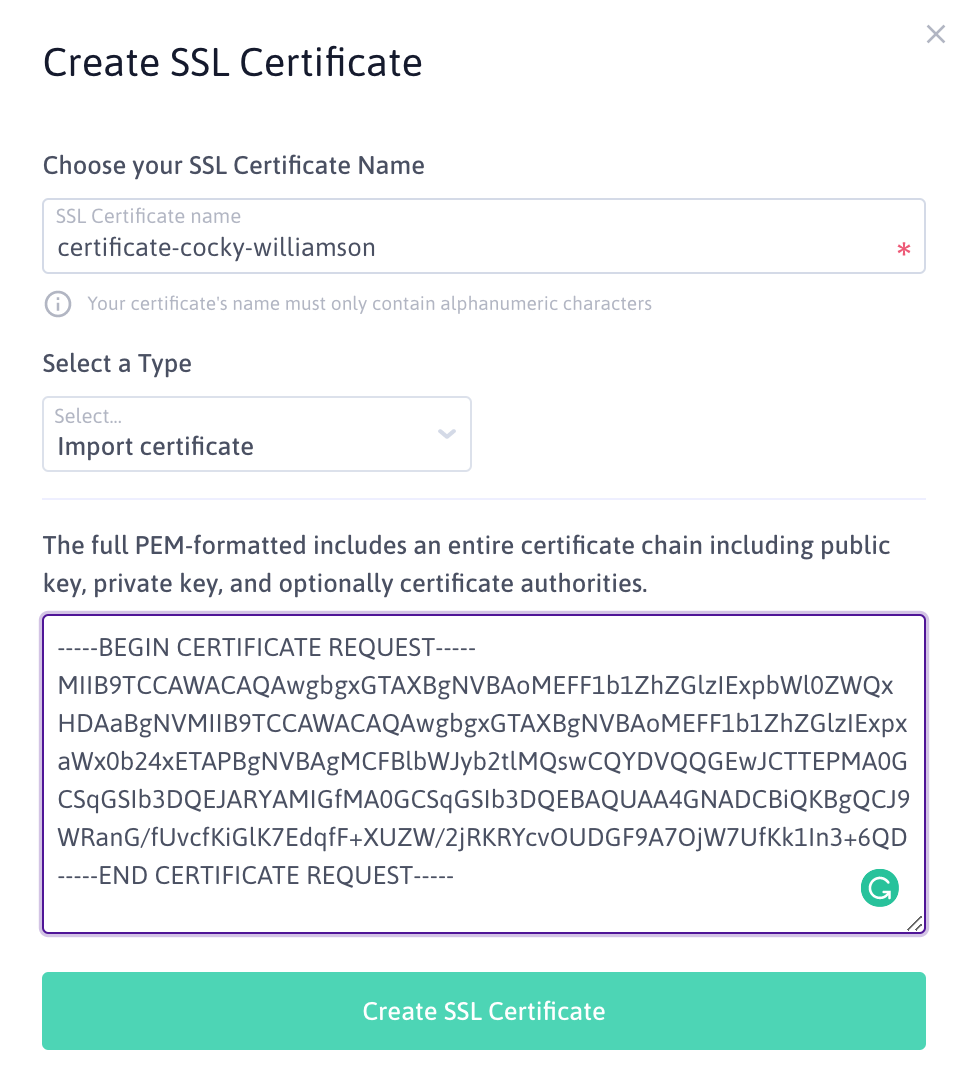 Create SSL Certificate
Choose your SSL Certificate Name
SSL Certificate name
certificate-cocky-williamson
*
Your certificate's name must only contain alphanumeric characters
Select a Type
Select...
Import certificate
The full PEM-formatted includes an entire certificate chain including public
key, private key, and optionally certificate authorities.
-----BEGIN CERTIFICATE REQUEST-----
MIIB9TCCAWACAQAwgbgxGTAXBgNVBAoMEFF1b1ZhZGlzIExpbWl0ZWQx
HDAaBgNVMIIB9TCCAWACAQAwgbgxGTAXBgNVBAoMEFF1b1ZhZGlzIExpx
aWx0b24xETAPBgNVBAgMCFBlbWJyb2tlMQswCQYDVQQGEwJCTTEPMA0G
CSqGSIb3DQEJARYAMIGfMA0GCSqGSIb3DQEBAQUAA4GNADCBiQKBgQCJ9
WRanG/fUvcfKiGlK7EdqfF+XUZW/2jRKRYcvOUDGF9A7OjW7UfKk1In3+6QD
-----END CERTIFICATE REQUEST-----
Create SSL Certificate